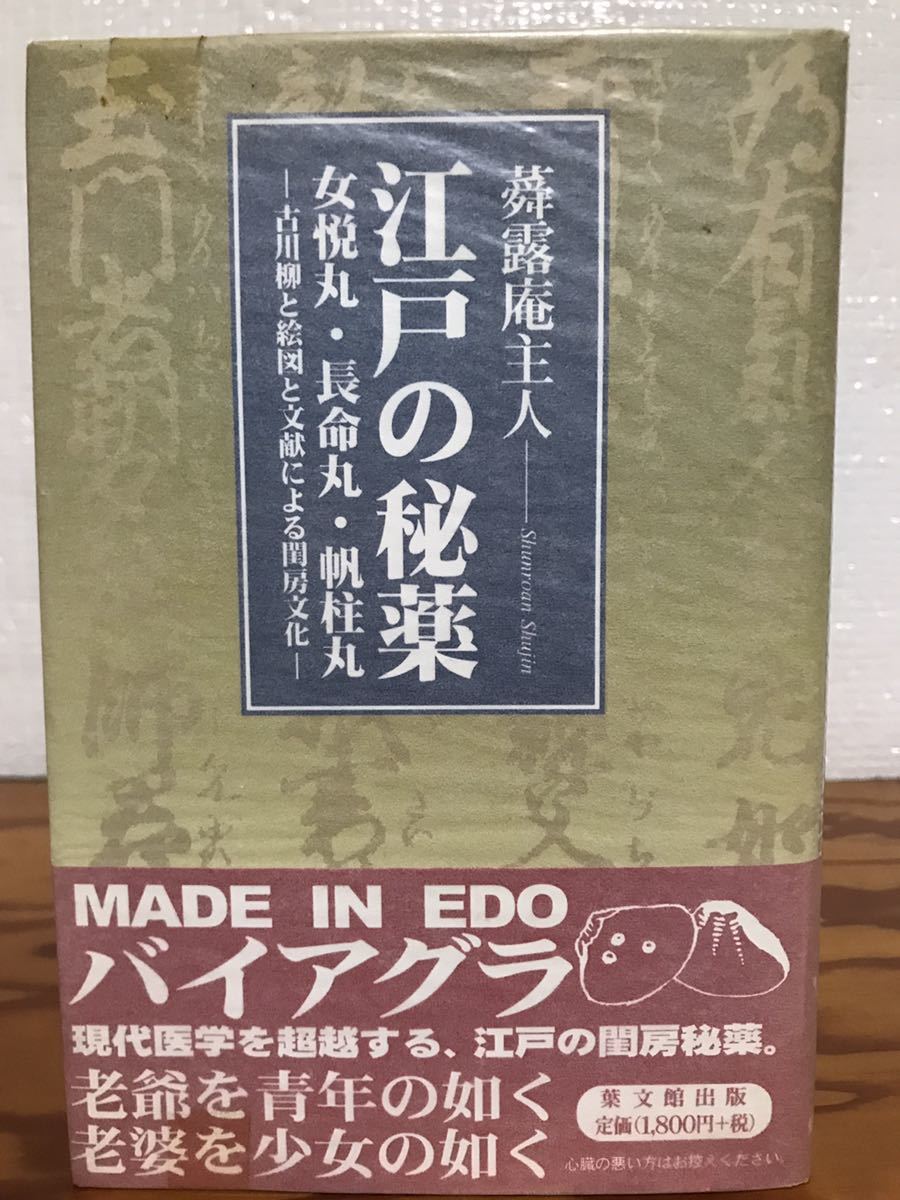 蕣露庵主人
Shunroan Shujin
江戸の秘薬
女悦丸・長命丸・帆柱丸
―古川柳と絵図と文献による閨房文化―
MADE IN EDO
バイアグラ
現代医学を超越する、江戸の閨房秘薬。
老爺を青年の如く
老婆を少女の如く
葉文館出版
定価(1,800円+税)
心臓の悪い方はお控えください。